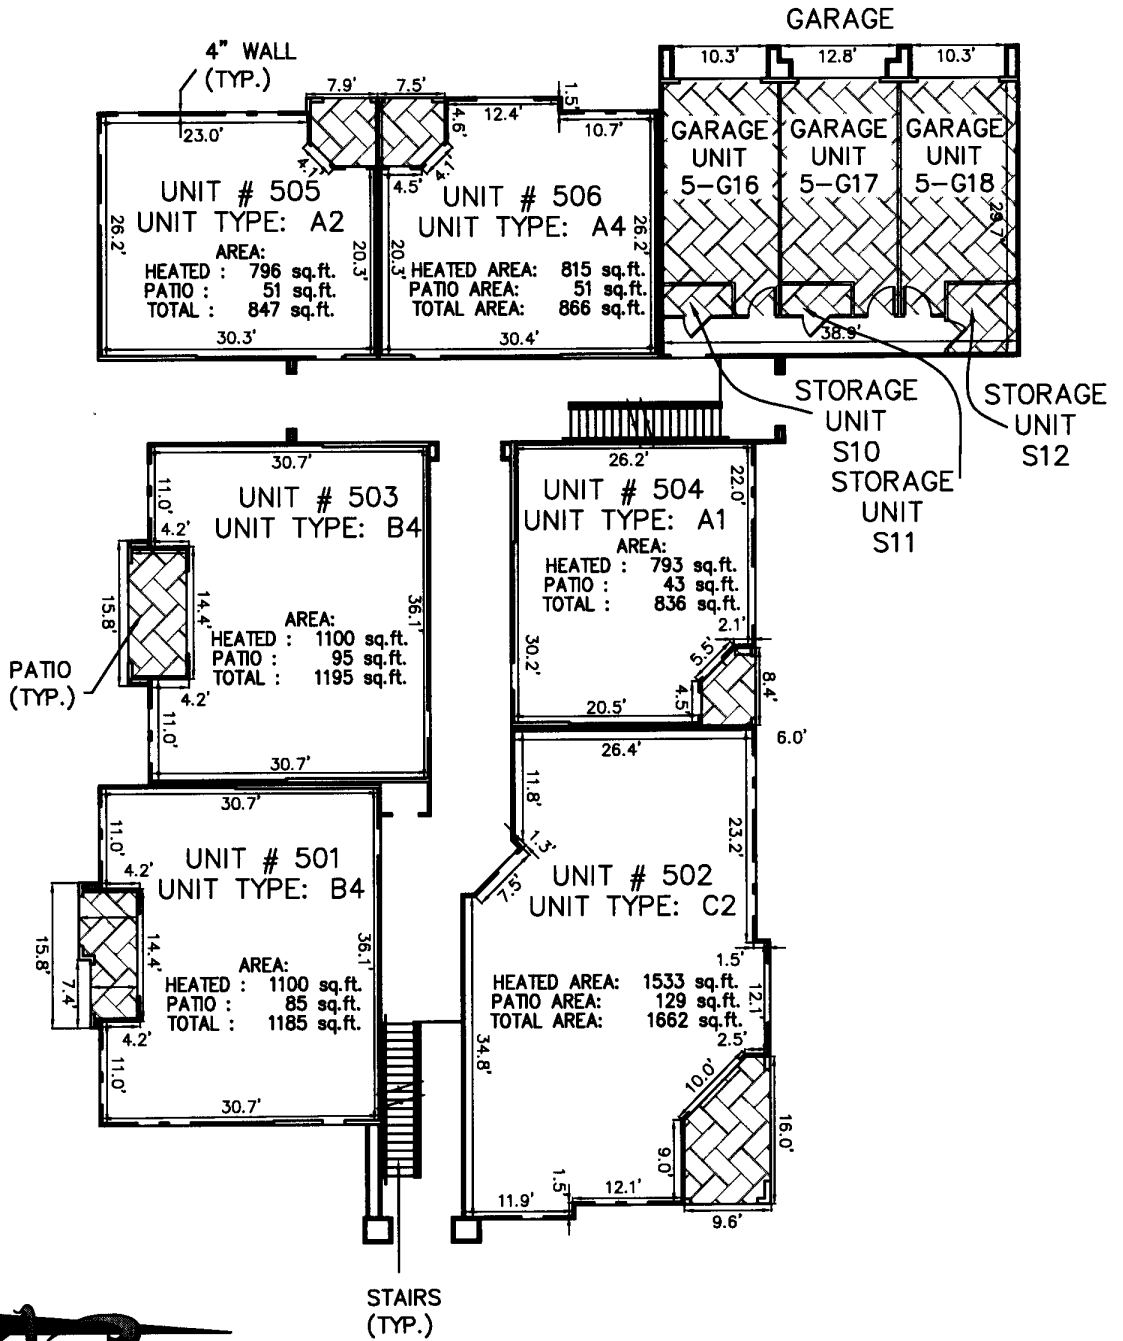 GARAGE
10.3'
12.8'
10.3'
4" WALL
(TYP.)
7.9'
7.5'
1.5'
12.4'
10.7'
23.0'
4.6'
4.1'
4.1'
4.5'
GARAGE
UNIT
5-G16
GARAGE
UNIT
5-G17
GARAGE
UNIT
5-G18
29.7'
UNIT # 505
UNIT TYPE: A2
AREA:
HEATED : 796 sq.ft.
PATIO : 51 sq.ft.
TOTAL : 847 sq.ft.
26.2'
20.3'
30.3'
UNIT # 506
UNIT TYPE: A4
HEATED AREA: 815 sq.ft.
PATIO AREA: 51 sq.ft.
TOTAL AREA: 866 sq.ft.
20.3'
26.2'
30.4'
38.9'
STORAGE
UNIT
S10
STORAGE
UNIT
S11
STORAGE
UNIT
S12
30.7'
11.0'
UNIT # 503
UNIT TYPE: B4
4.2'
15.8'
14.4'
36.1'
AREA:
HEATED : 1100 sq.ft.
PATIO : 95 sq.ft.
TOTAL : 1195 sq.ft.
PATIO
(TYP.)
4.2'
11.0'
30.7'
26.2'
22.0'
UNIT # 504
UNIT TYPE: A1
AREA:
HEATED : 793 sq.ft.
PATIO : 43 sq.ft.
TOTAL : 836 sq.ft.
2.1'
30.2'
5.5'
4.5'
8.4'
20.5'
6.0'
30.7'
11.0'
UNIT # 501
UNIT TYPE: B4
4.2'
15.8'
7.4'
14.4'
36.1'
AREA:
HEATED : 1100 sq.ft.
PATIO : 85 sq.ft.
TOTAL : 1185 sq.ft.
4.2'
11.0'
30.7'
26.4'
11.8'
23.2'
1.3'
7.5'
UNIT # 502
UNIT TYPE: C2
1.5'
12.1'
HEATED AREA: 1533 sq.ft.
PATIO AREA: 129 sq.ft.
TOTAL AREA: 1662 sq.ft.
2.5'
34.8'
10.0'
9.0'
16.0'
1.5'
11.9'
12.1'
9.6'
STAIRS
(TYP.)